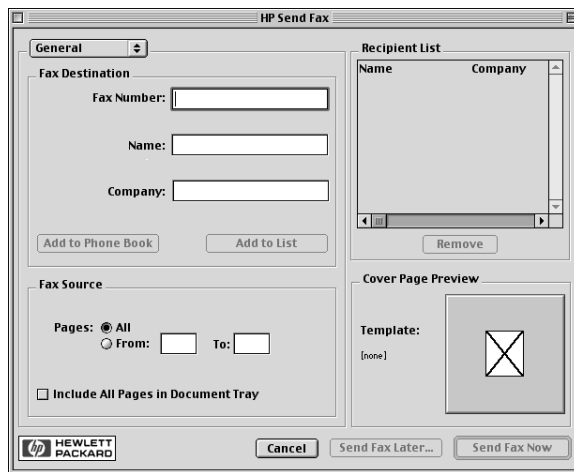 HP Send Fax
General
Fax Destination
Fax Number:
Name:
Company:
Add to Phone Book
Add to List
Fax Source
Pages:
All
From:
To:
Include All Pages in Document Tray
Recipient List
Name Company
Remove
Cover Page Preview
Template:
[none]
hp HEWLETT
PACKARD
Cancel
Send Fax Later...
Send Fax Now